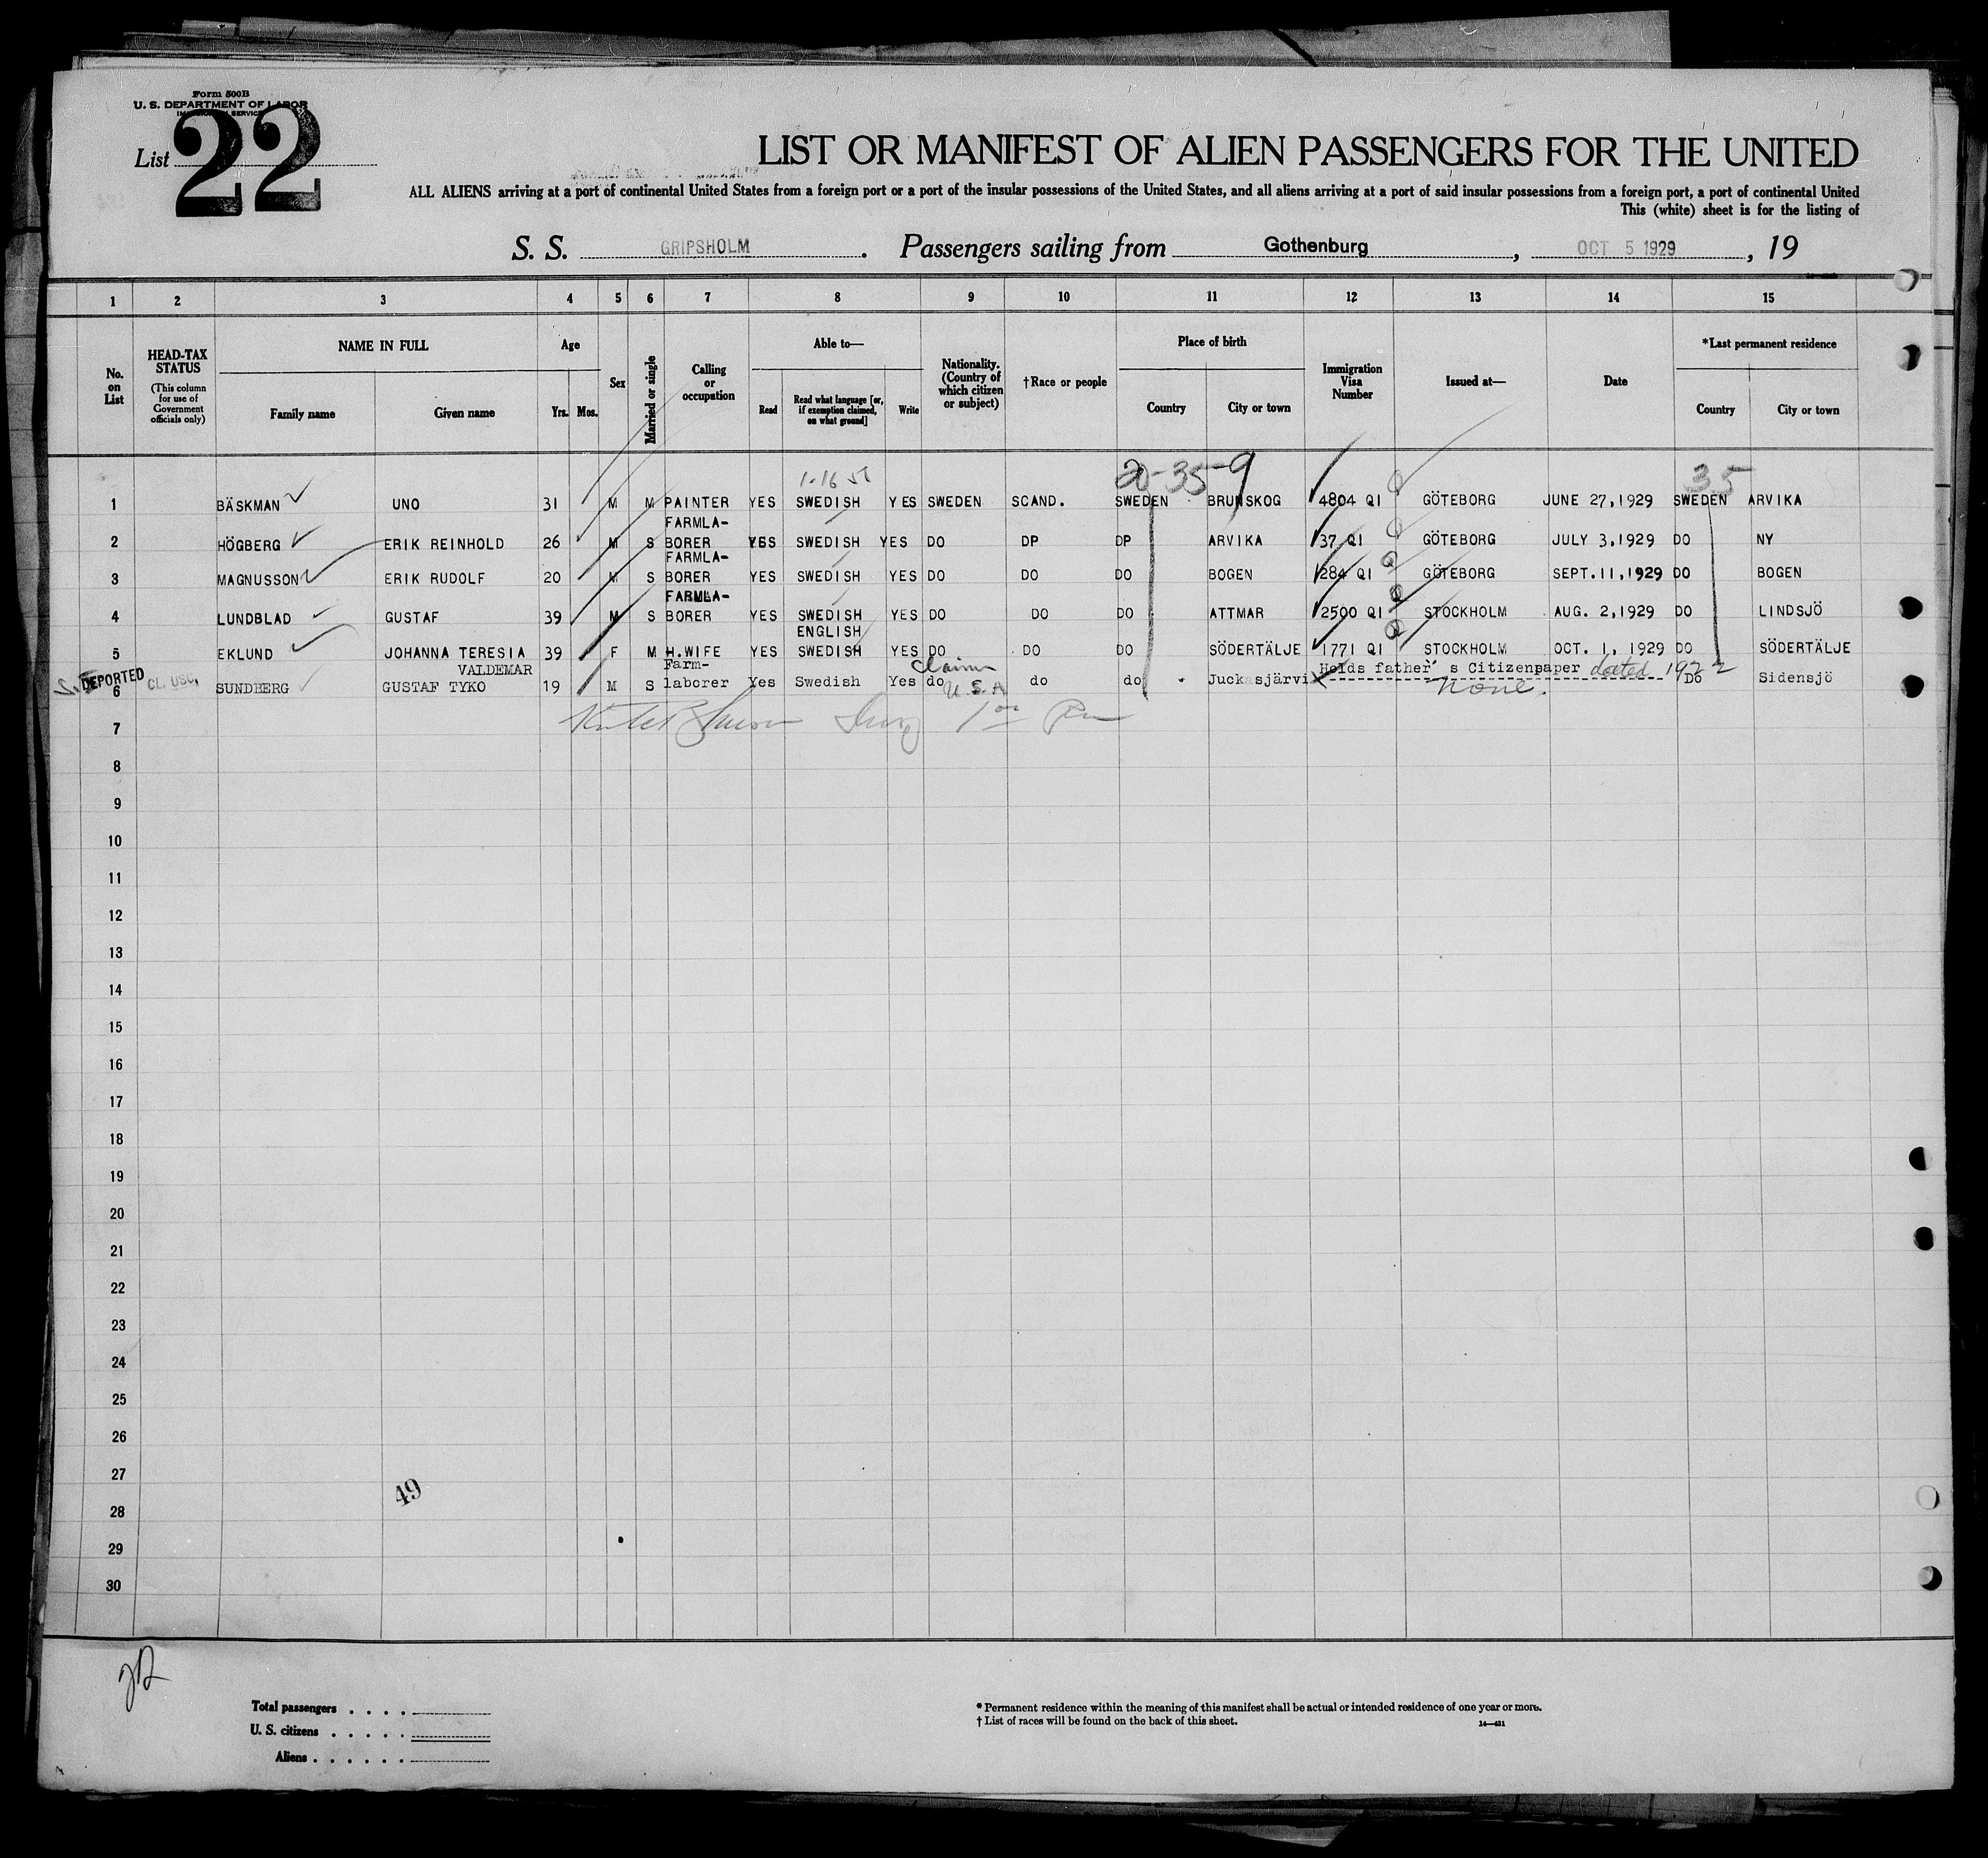 Form 500B
U. S. DEPARTMENT OF LABOR
List 22
LIST OR MANIFEST OF ALIEN PASSENGERS FOR THE UNITED
ALL ALIENS arriving at a port of continental United States from a foreign port or a port of the insular possessions of the United States, and all aliens arriving at a port of said insular possessions from a foreign port, a port of continental United
This (white) sheet is for the listing of
S. S. GRIPSHOLM. Passengers sailing from Gothenburg, OCT 5 1929, 19
1 2 3 4 5 6 7 8 9 10 11 12 13 14 15
No. on List
HEAD-TAX STATUS (This column for use of Government officials only)
NAME IN FULL
Family name Given name
Age
Yrs. Mos.
Sex
Married or single
Calling or occupation
Able to—
Read Read what language [or, if exemption claimed, on what ground] Write
Nationality. (Country of which citizen or subject)
†Race or people
Place of birth
Country City or town
Immigration Visa Number
Issued at—
Date
*Last permanent residence
Country City or town
1-16 20-35-9 35
1 BÄSKMAN UNO 31 M M PAINTER YES SWEDISH YES SWEDEN SCAND. SWEDEN BRUNSKOG 4804 QI GÖTEBORG JUNE 27,1929 SWEDEN ARVIKA
FARMLA-
2 HÖGBERG ERIK REINHOLD 26 M S BORER YES SWEDISH YES DO DP DP ARVIKA 37 QI GÖTEBORG JULY 3,1929 DO NY
FARMLA-
3 MAGNUSSON ERIK RUDOLF 20 M S BORER YES SWEDISH YES DO DO DO BOGEN 284 QI GÖTEBORG SEPT.11,1929 DO BOGEN
FARMLA-
4 LUNDBLAD GUSTAF 39 M S BORER YES SWEDISH YES DO DO DO ATTMAR 2500 QI STOCKHOLM AUG. 2,1929 DO LINDSJÖ
ENGLISH
5 EKLUND JOHANNA TERESIA 39 F M H.WIFE YES SWEDISH YES DO DO DO SÖDERTÄLJE 1771 QI STOCKHOLM OCT. 1, 1929 DO SÖDERTÄLJE
DEPORTED VALDEMAR Farm- Claims Holds father's Citizenpaper dated 1922
6 CL. USC. SUNDBERG GUSTAF TYKO 19 M S laborer Yes Swedish Yes do U.S.A do do Juckasjärvi none. DO Sidensjö
7
8
9
10
11
12
13
14
15
16
17
18
19
20
21
22
23
24
25
26
27
49
28
29
30
Total passengers . . . .
U. S. citizens . . . . .
Aliens . . . . . .
* Permanent residence within the meaning of this manifest shall be actual or intended residence of one year or more.
† List of races will be found on the back of this sheet.
14—421